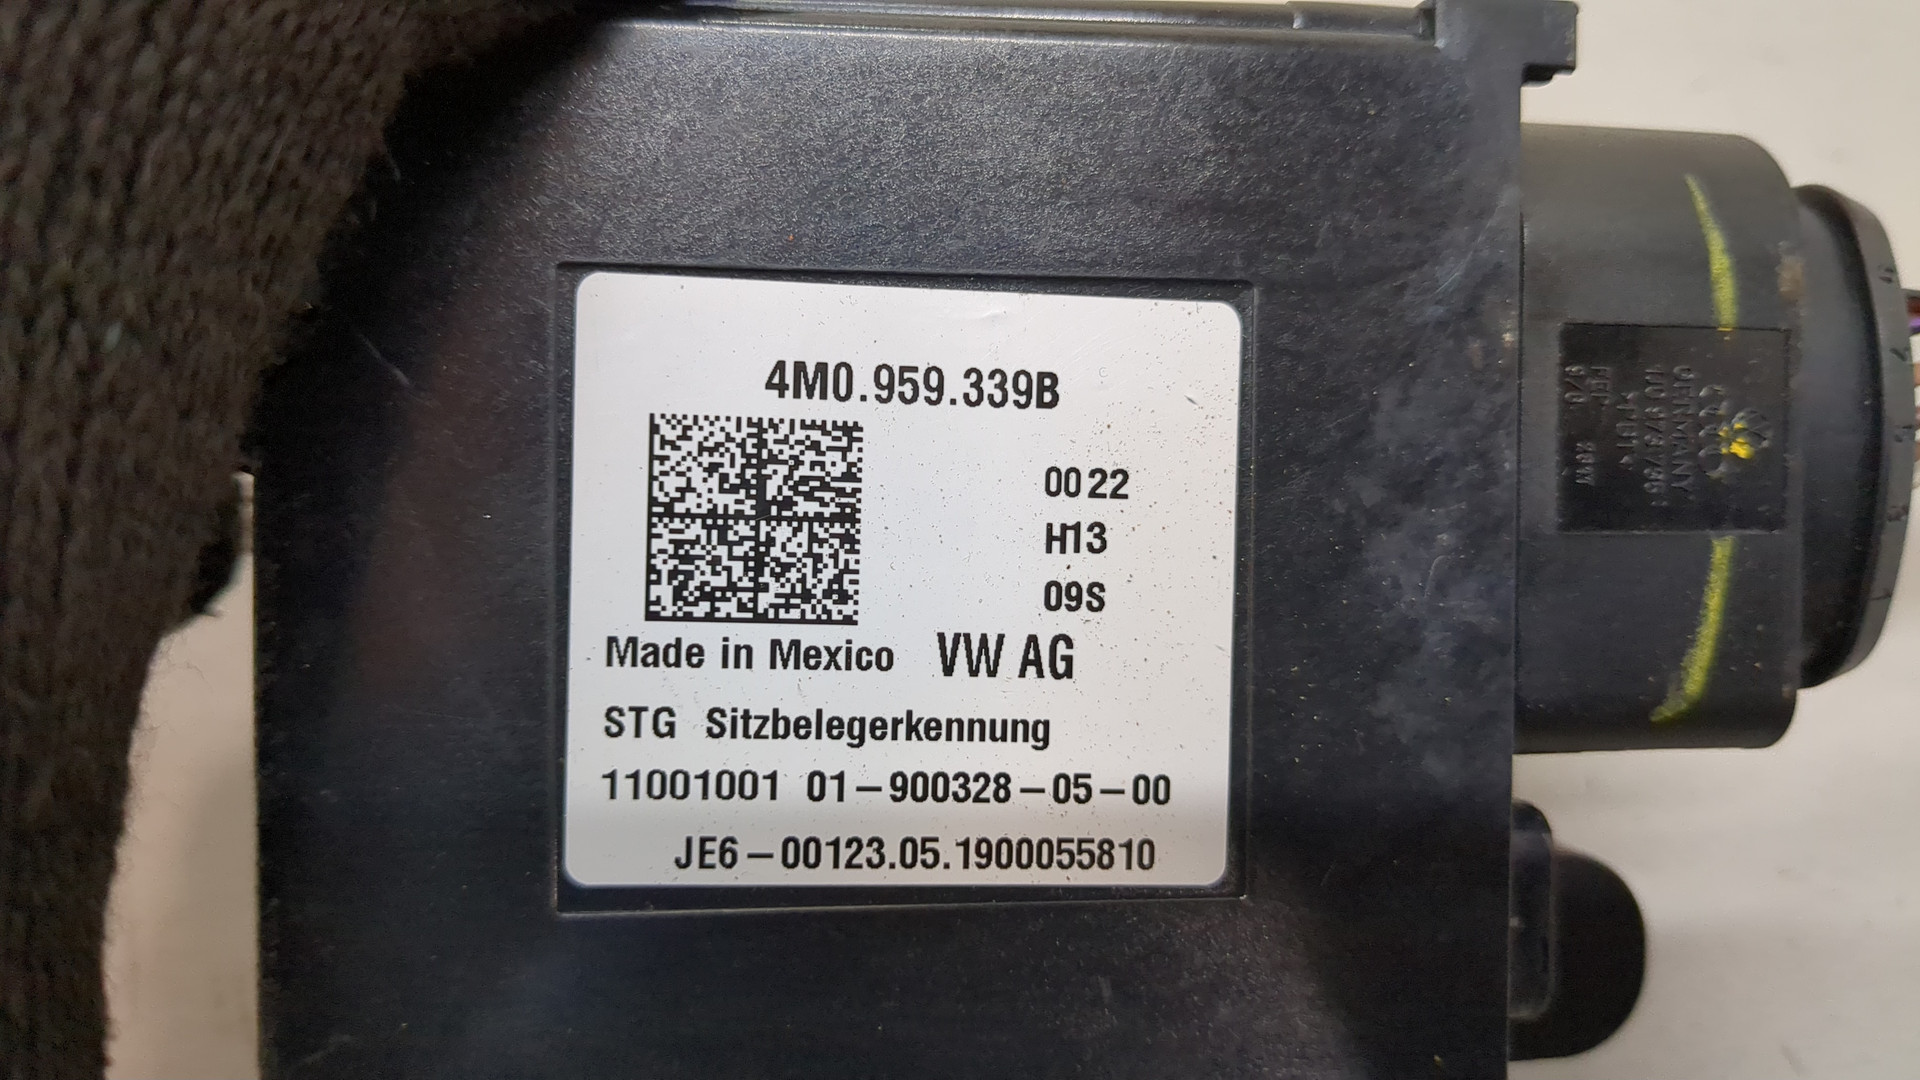 4M0.959.339B
0022
H13
09S
Made in Mexico VW AG
STG Sitzbelegerkennung
11001001 01-900328-05-00
JE6-00123.05.1900055810
GERMANY